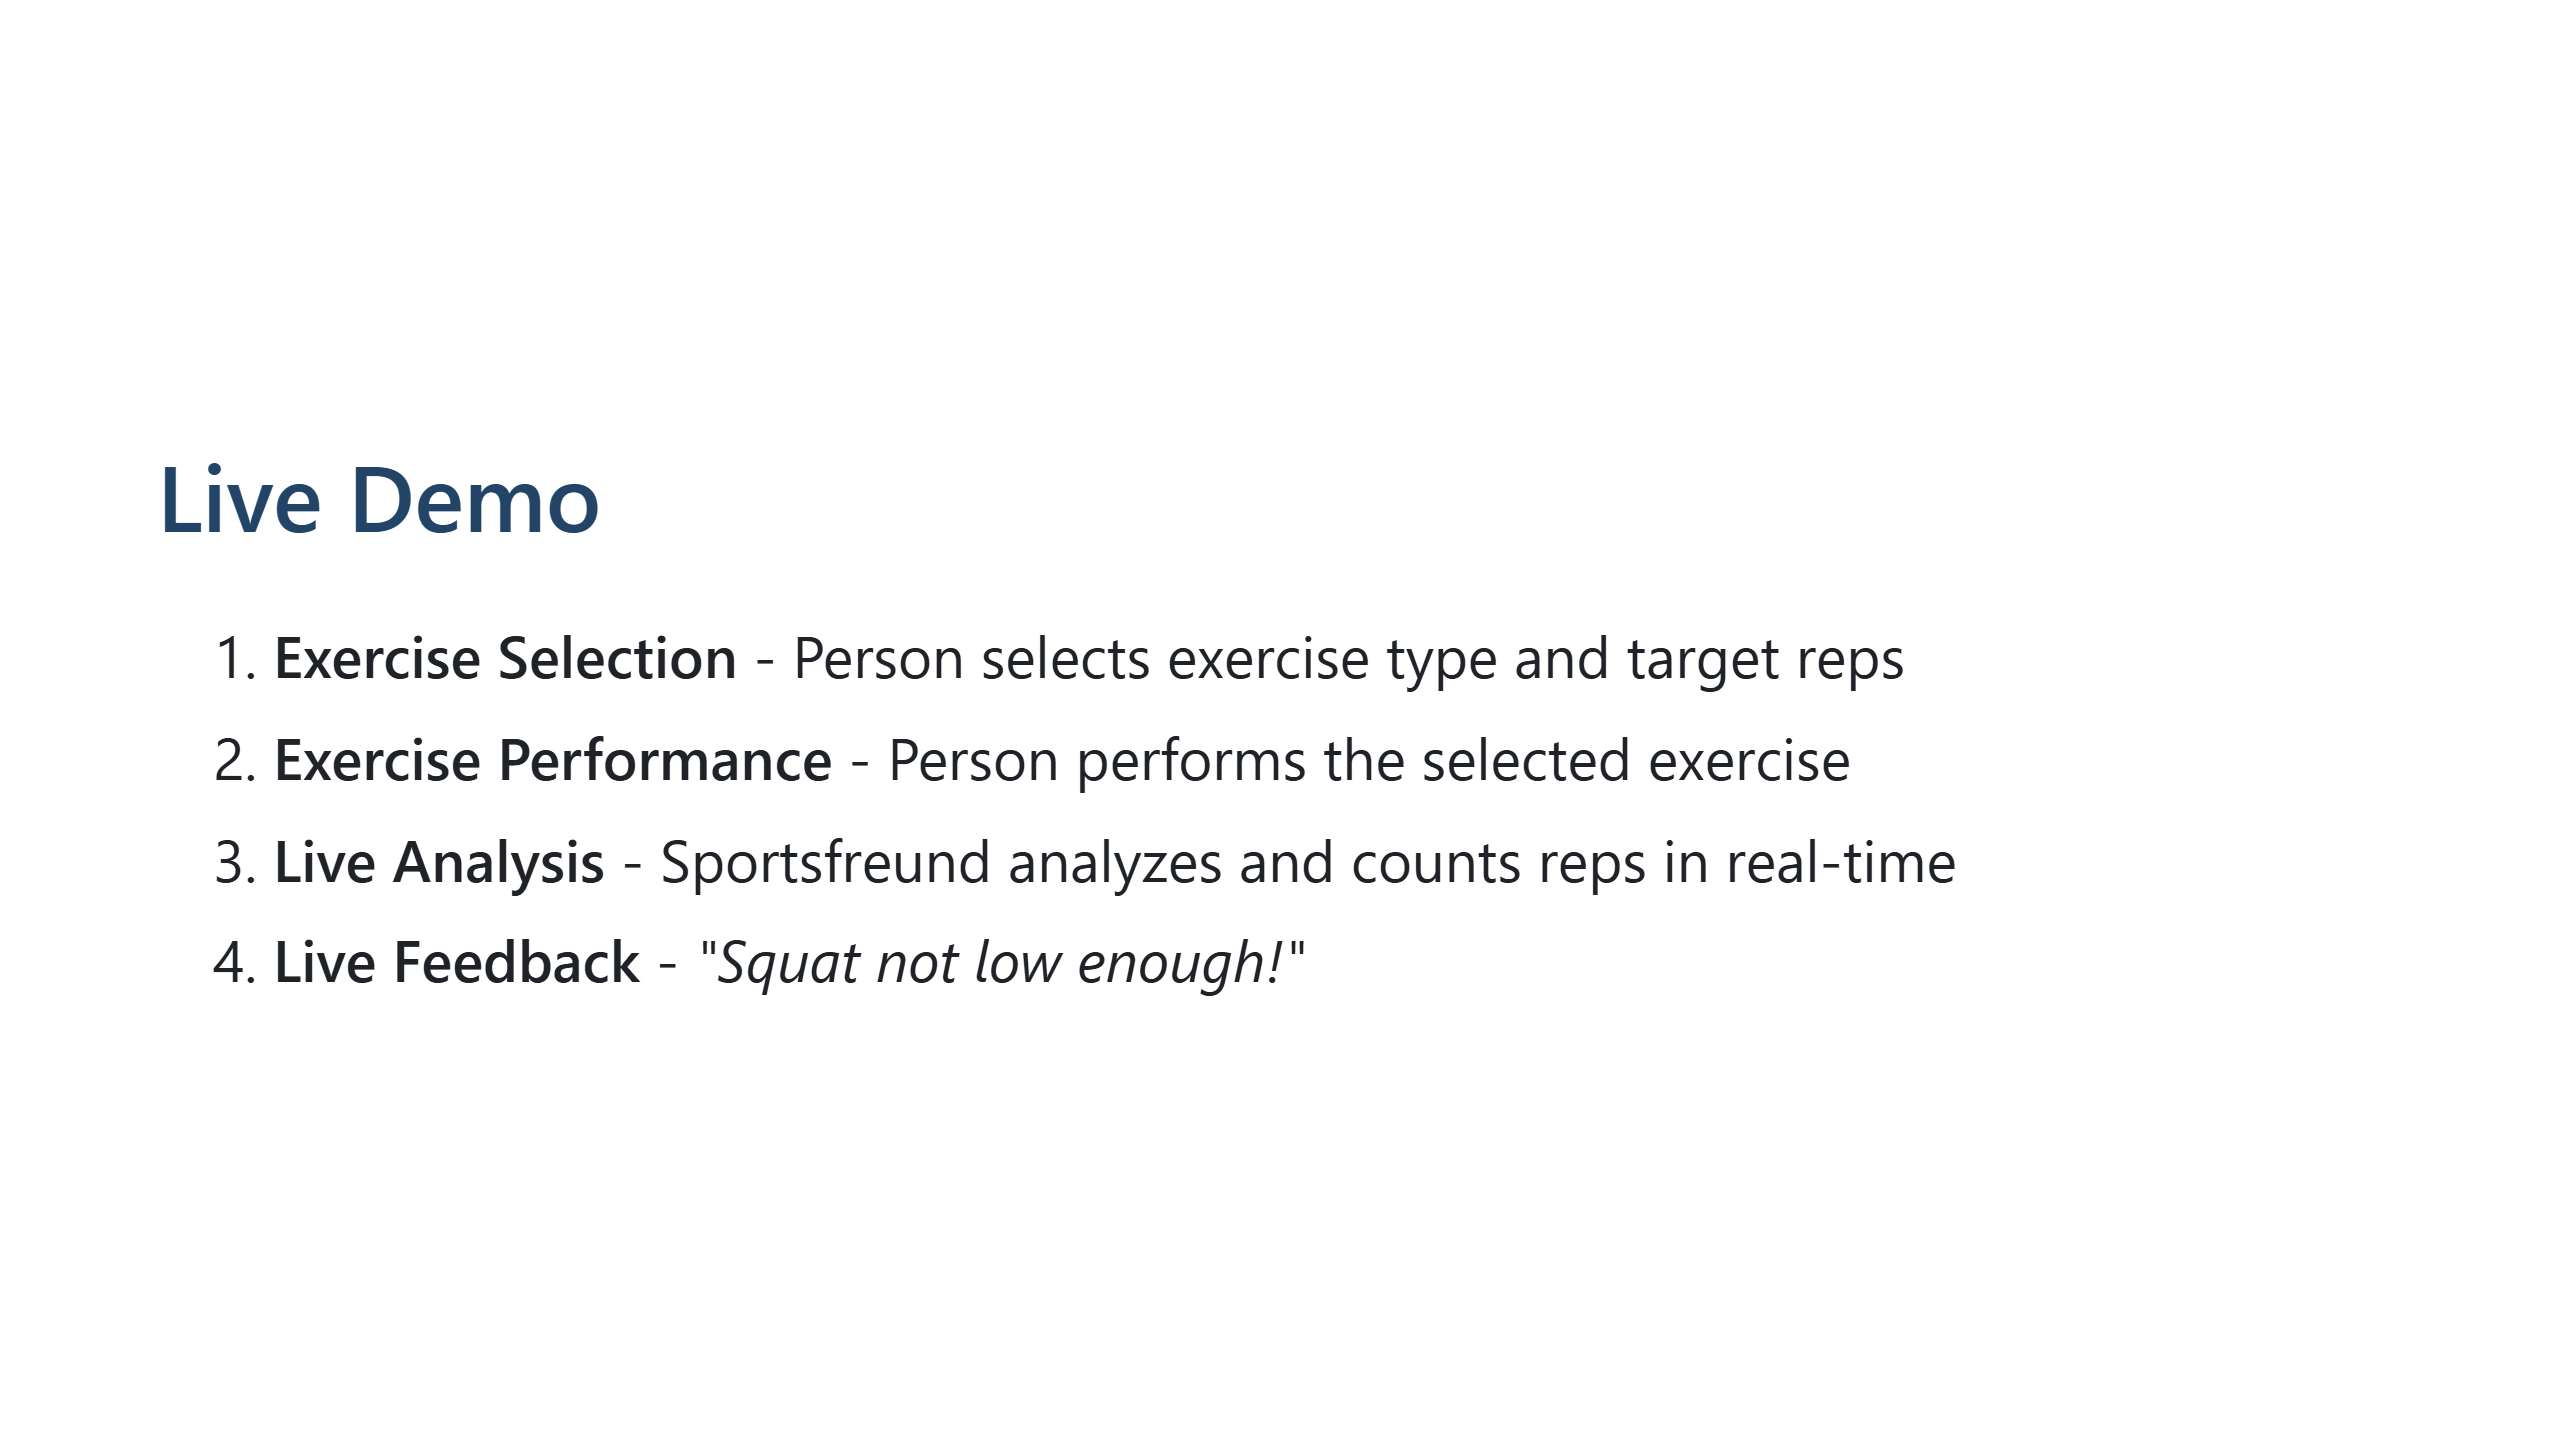 Live Demo
1. Exercise Selection - Person selects exercise type and target reps
2. Exercise Performance - Person performs the selected exercise
3. Live Analysis - Sportsfreund analyzes and counts reps in real-time
4. Live Feedback - "Squat not low enough!"